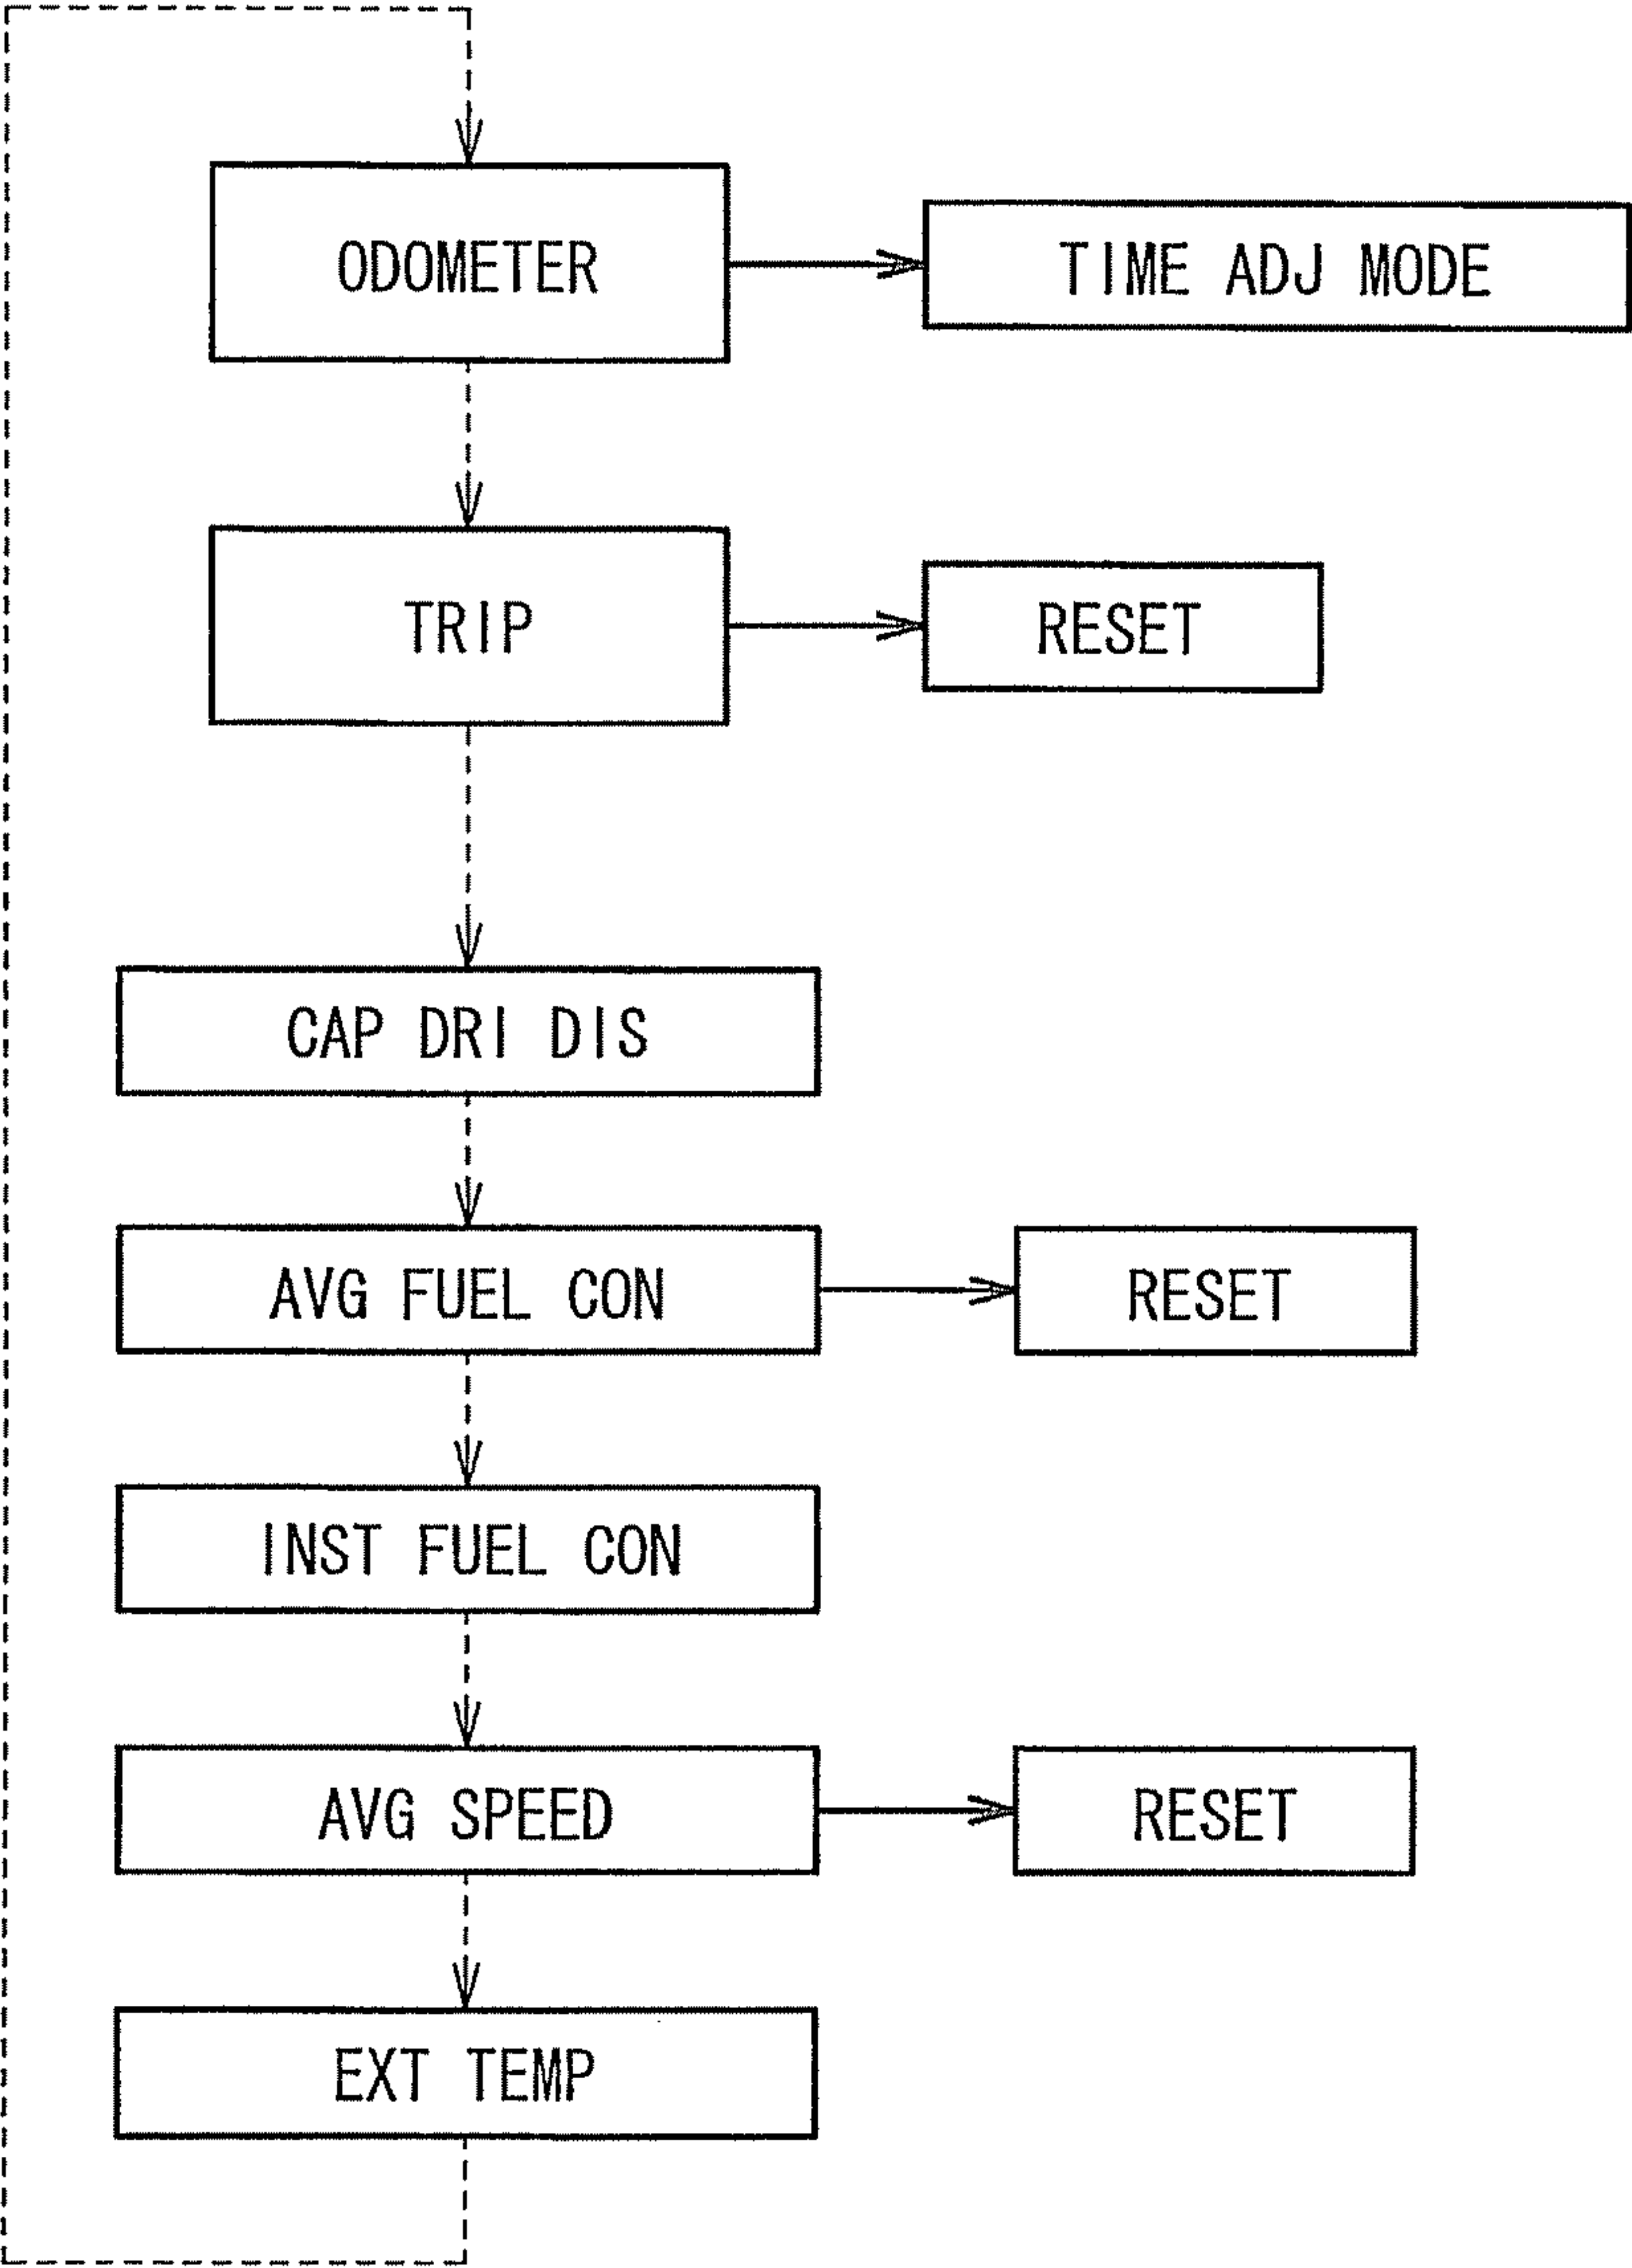 ODOMETER
TIME ADJ MODE
TRIP
RESET
CAP DRI DIS
AVG FUEL CON
RESET
INST FUEL CON
AVG SPEED
RESET
EXT TEMP